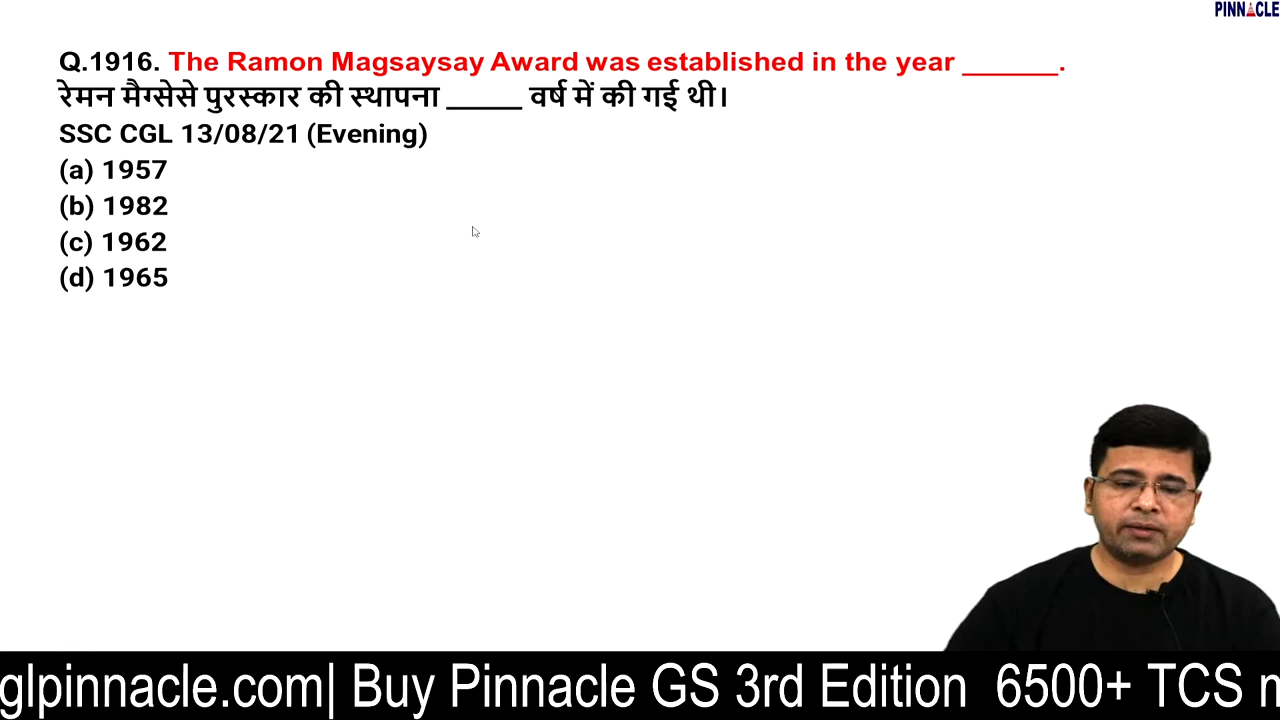 PINNACLE
Q.1916. The Ramon Magsaysay Award was established in the year ______.
रेमन मैग्सेसे पुरस्कार की स्थापना _____ वर्ष में की गई थी।
SSC CGL 13/08/21 (Evening)
(a) 1957
(b) 1982
(c) 1962
(d) 1965
glpinnacle.com| Buy Pinnacle GS 3rd Edition 6500+ TCS